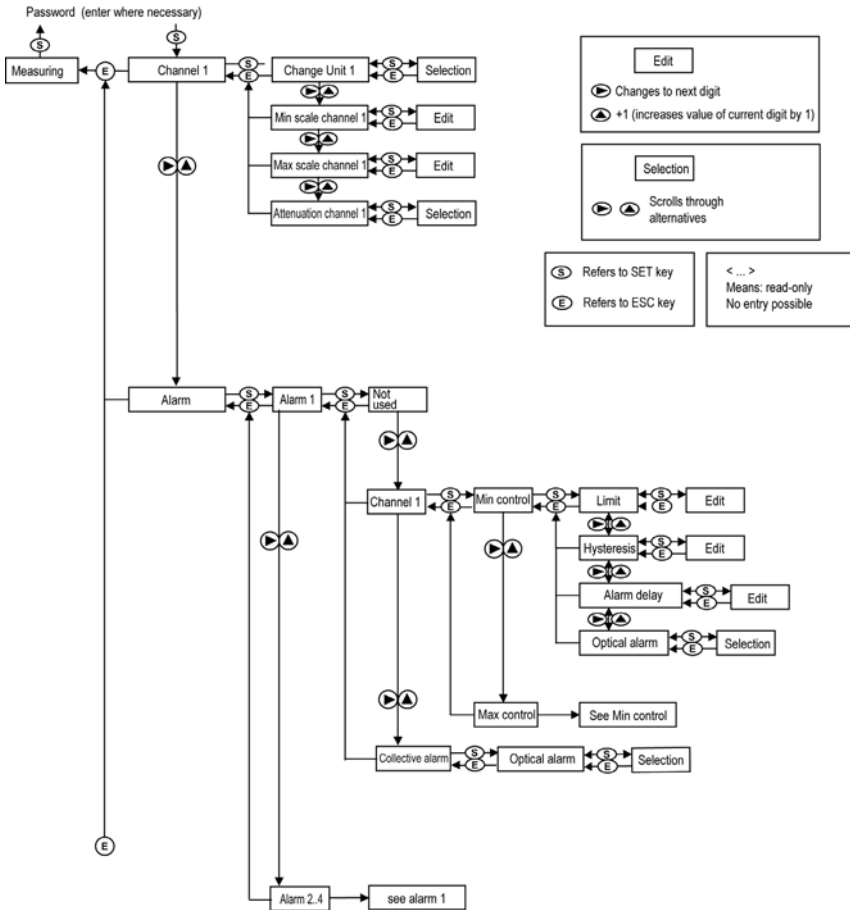 Password (enter where necessary)
S
S
Measuring
E
Channel 1
S
E
Change Unit 1
S
E
Selection
Min scale channel 1
S
E
Edit
Max scale channel 1
S
E
Edit
Attenuation channel 1
S
E
Selection
Edit
Changes to next digit
+1 (increases value of current digit by 1)
Selection
Scrolls through
alternatives
S Refers to SET key
E Refers to ESC key
< ... >
Means: read-only
No entry possible
Alarm
S
E
Alarm 1
S
E
Not
used
Channel 1
S
E
Min control
S
E
Limit
S
E
Edit
Hysteresis
S
E
Edit
Alarm delay
S
E
Edit
Optical alarm
S
E
Selection
Max control
See Min control
Collective alarm
S
E
Optical alarm
S
E
Selection
E
Alarm 2..4
see alarm 1